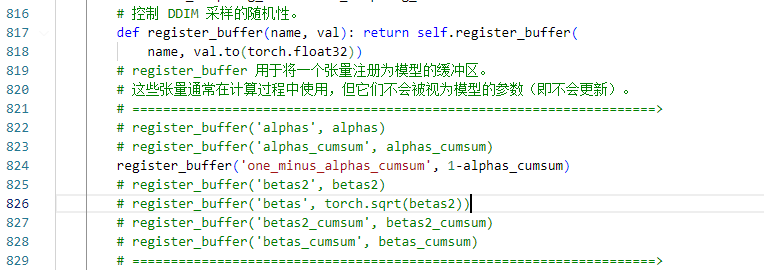 816 # 控制 DDIM 采样的随机性。
817 def register_buffer(name, val): return self.register_buffer(
818 name, val.to(torch.float32))
819 # register_buffer 用于将一个张量注册为模型的缓冲区。
820 # 这些张量通常在计算过程中使用，但它们不会被视为模型的参数（即不会更新）。
821 # =================================================================>
822 # register_buffer('alphas', alphas)
823 # register_buffer('alphas_cumsum', alphas_cumsum)
824 register_buffer('one_minus_alphas_cumsum', 1-alphas_cumsum)
825 # register_buffer('betas2', betas2)
826 # register_buffer('betas', torch.sqrt(betas2))
827 # register_buffer('betas2_cumsum', betas2_cumsum)
828 # register_buffer('betas_cumsum', betas_cumsum)
829 # =================================================================>